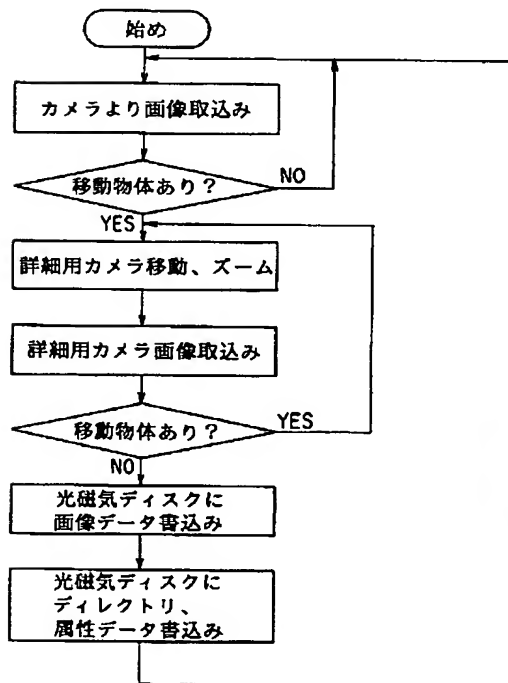 始め
カメラより画像取込み
移動物体あり？
NO
YES
詳細用カメラ移動、ズーム
詳細用カメラ画像取込み
移動物体あり？
YES
NO
光磁気ディスクに
画像データ書込み
光磁気ディスクに
ディレクトリ、
属性データ書込み